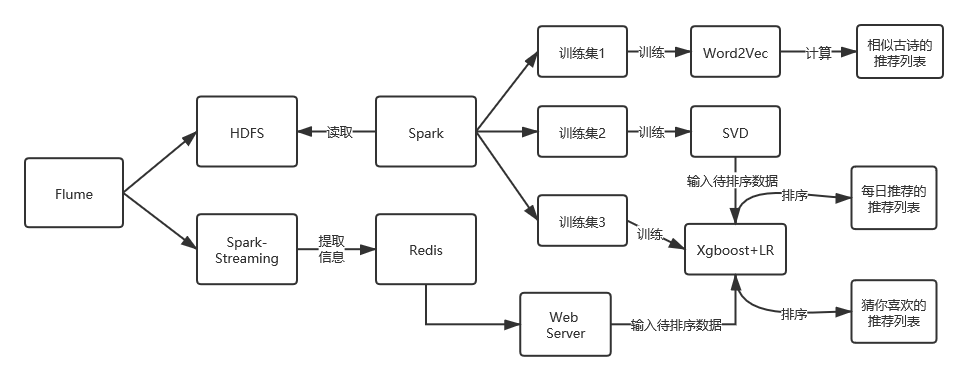 训练集1
训练
Word2Vec
计算
相似古诗的
推荐列表
HDFS
读取
Spark
训练集2
训练
SVD
Flume
输入待排序数据
排序
每日推荐的
推荐列表
Spark-
Streaming
提取
信息
Redis
训练集3
训练
Xgboost+LR
Web
Server
输入待排序数据
排序
猜你喜欢的
推荐列表